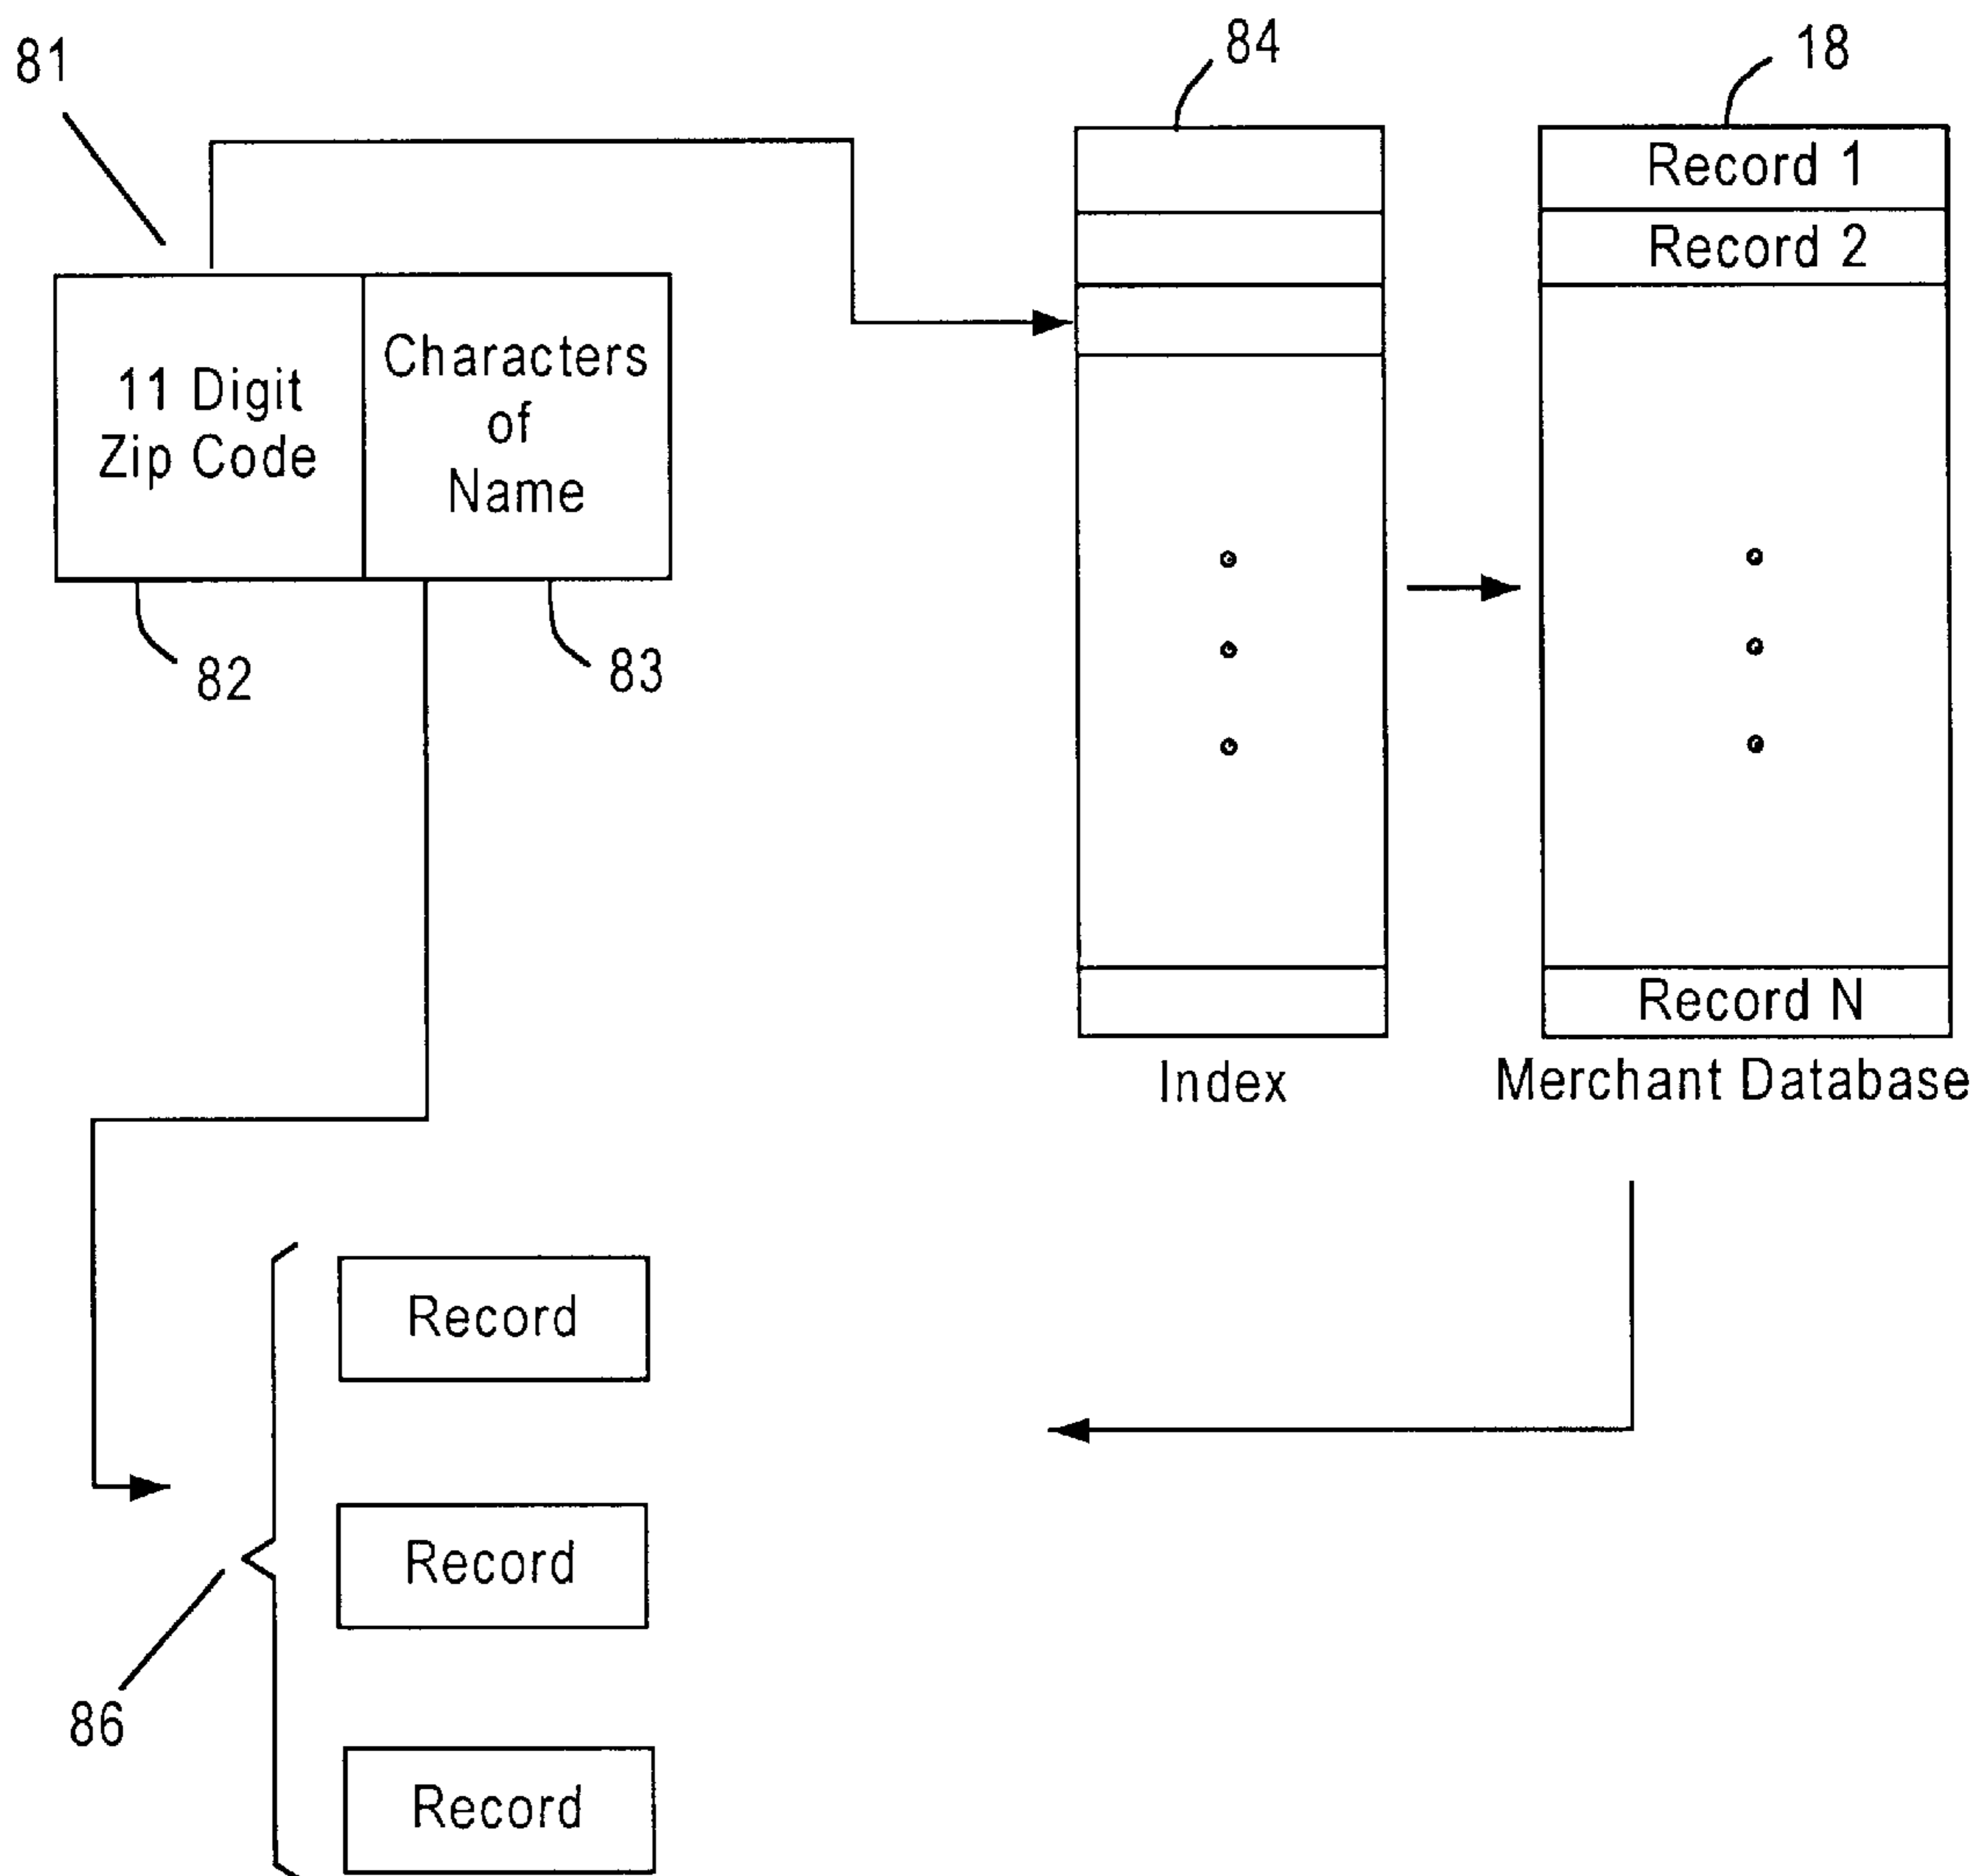 81
84
18
Record 1
Record 2
11 Digit
Zip Code
Characters
of
Name
82
83
Record N
Index
Merchant Database
Record
Record
86
Record